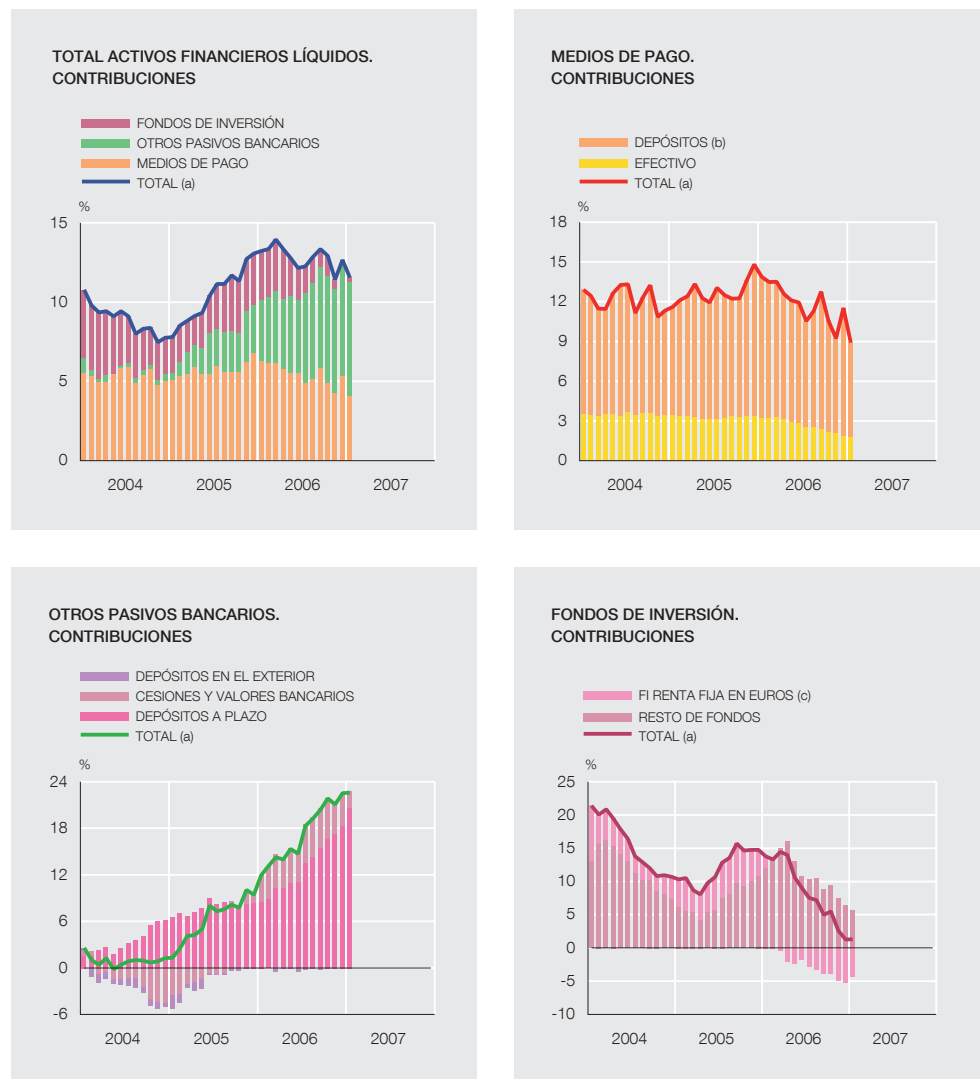 TOTAL ACTIVOS FINANCIEROS LÍQUIDOS.
CONTRIBUCIONES
FONDOS DE INVERSIÓN
OTROS PASIVOS BANCARIOS
MEDIOS DE PAGO
TOTAL (a)
%
15
10
5
0
2004 2005 2006 2007
MEDIOS DE PAGO.
CONTRIBUCIONES
DEPÓSITOS (b)
EFECTIVO
TOTAL (a)
%
18
15
12
9
6
3
0
2004 2005 2006 2007
OTROS PASIVOS BANCARIOS.
CONTRIBUCIONES
DEPÓSITOS EN EL EXTERIOR
CESIONES Y VALORES BANCARIOS
DEPÓSITOS A PLAZO
TOTAL (a)
%
24
18
12
6
0
-6
2004 2005 2006 2007
FONDOS DE INVERSIÓN.
CONTRIBUCIONES
FI RENTA FIJA EN EUROS (c)
RESTO DE FONDOS
TOTAL (a)
%
25
20
15
10
5
0
-5
-10
2004 2005 2006 2007